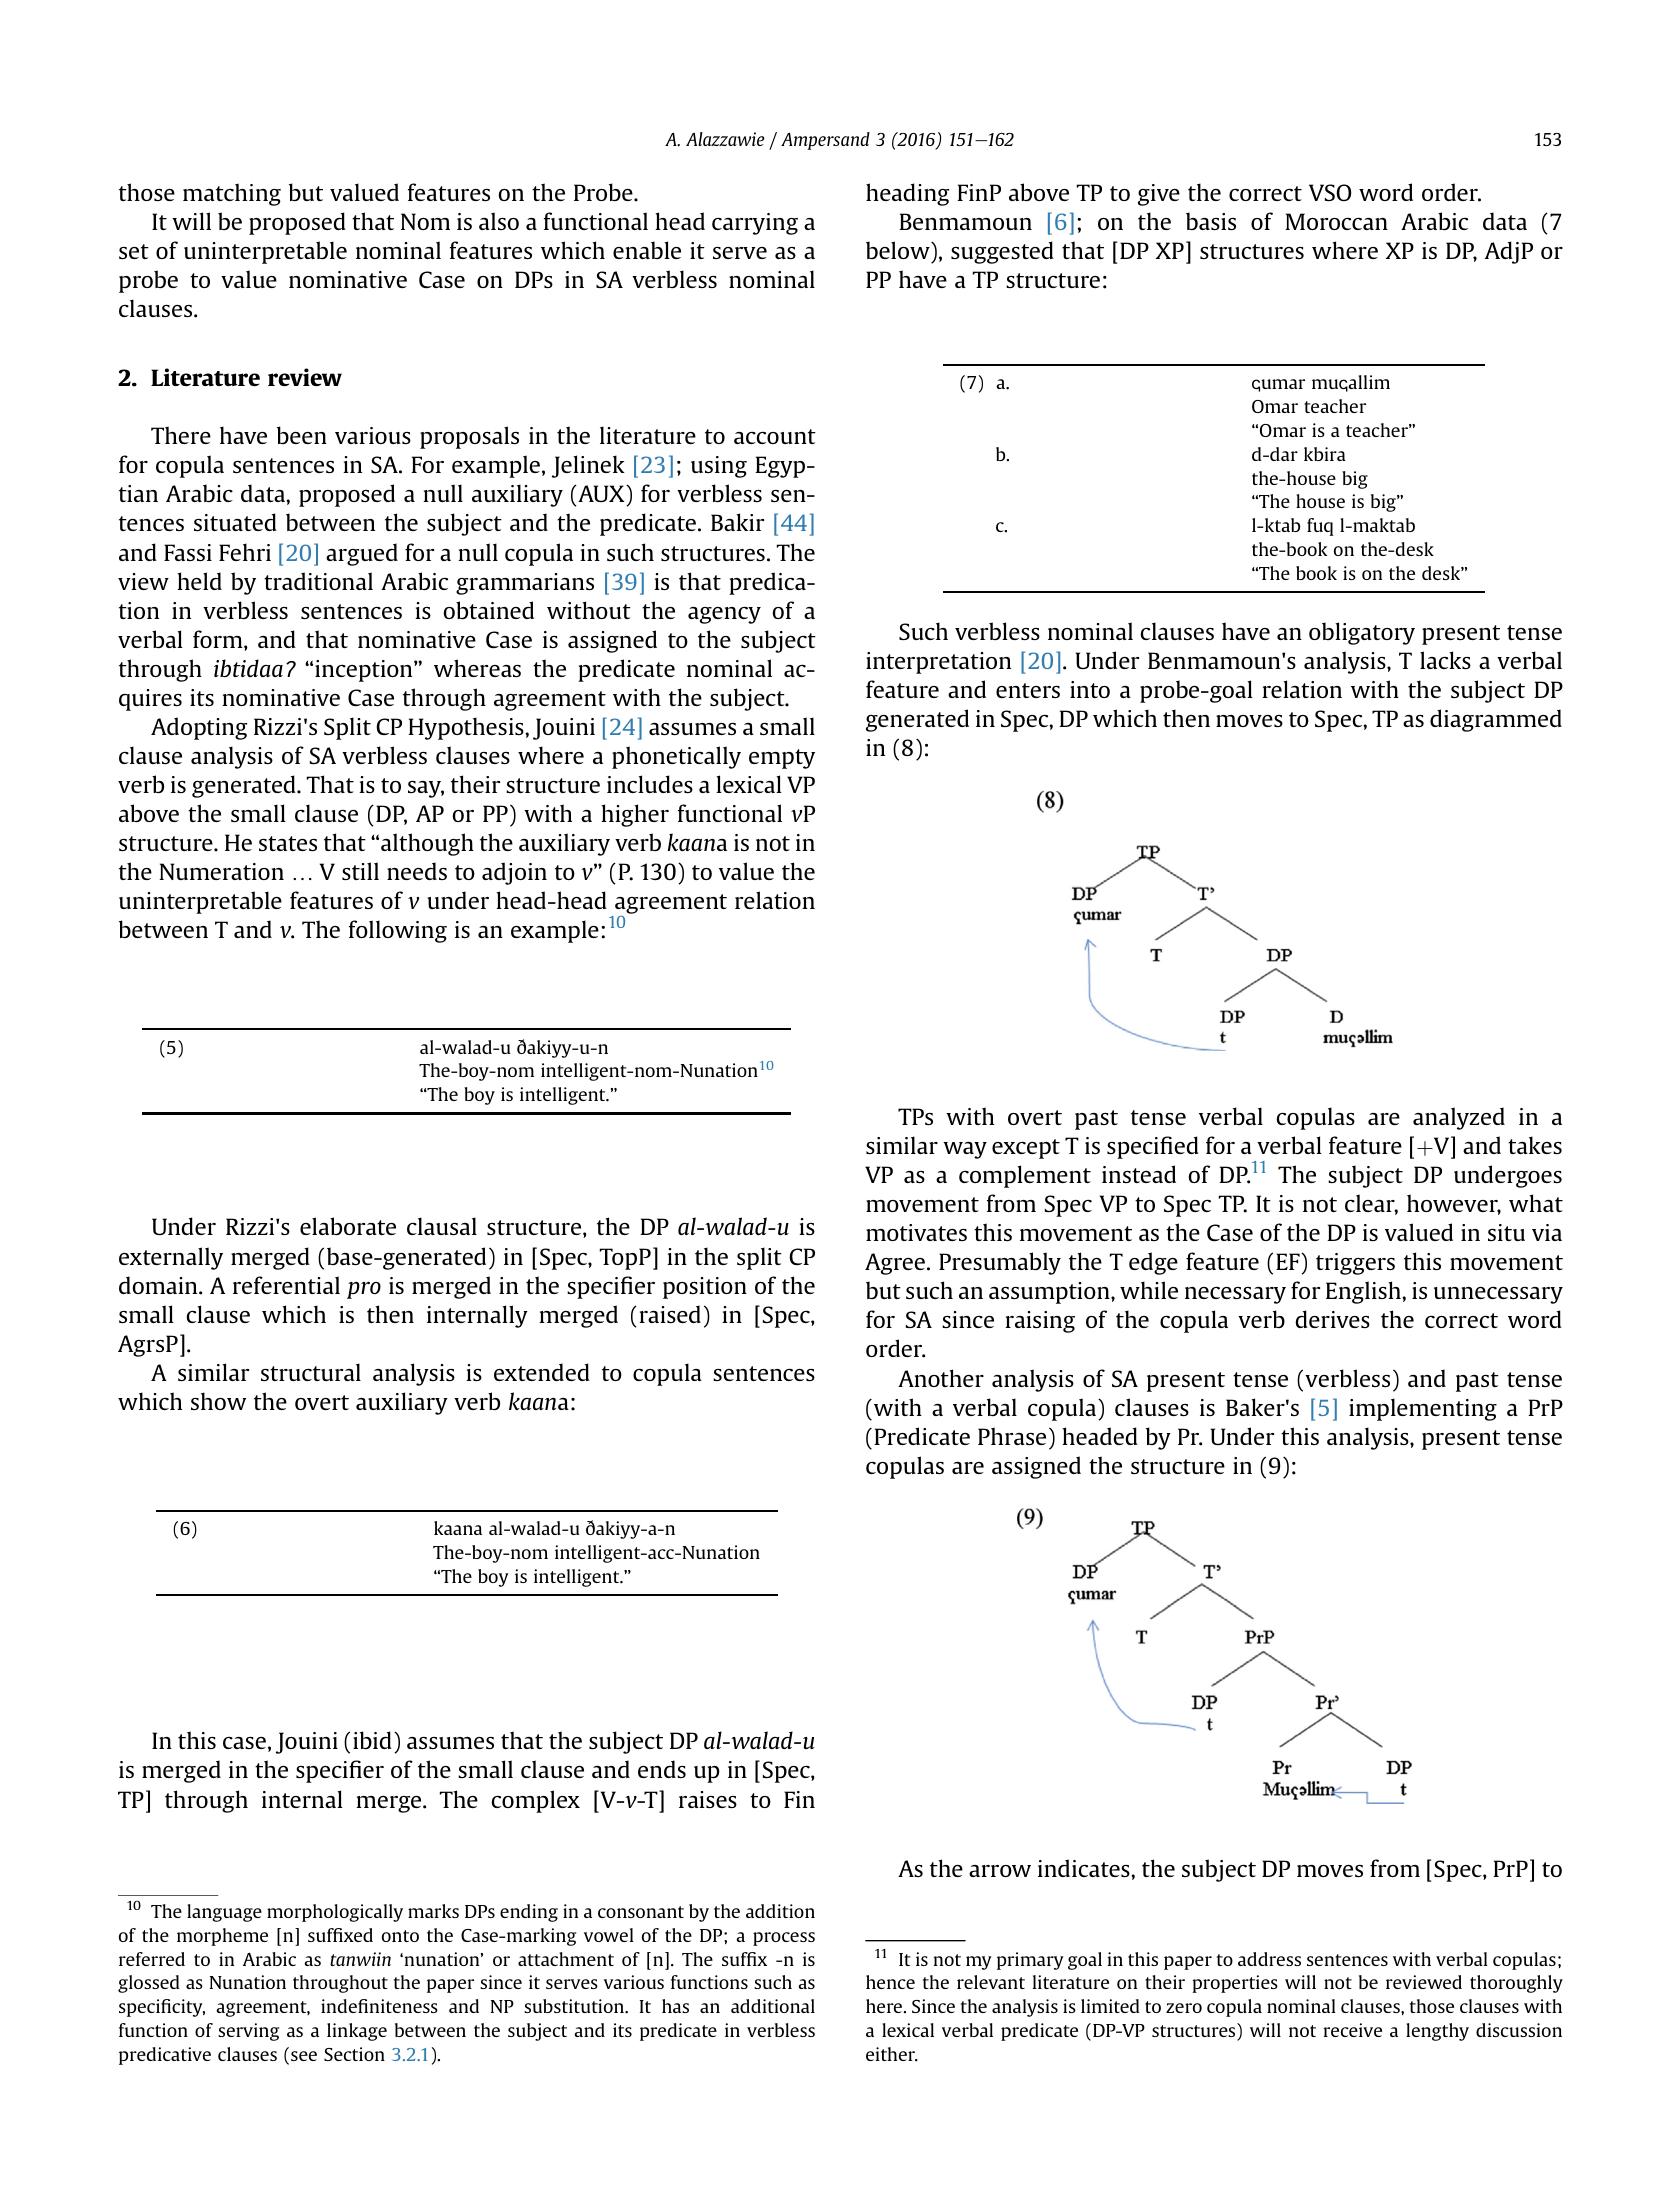 A. Alazzawie / Ampersand 3 (2016) 151–162
153
those matching but valued features on the Probe.
It will be proposed that Nom is also a functional head carrying a
set of uninterpretable nominal features which enable it serve as a
probe to value nominative Case on DPs in SA verbless nominal
clauses.
2. Literature review
There have been various proposals in the literature to account
for copula sentences in SA. For example, Jelinek [23]; using Egyp-
tian Arabic data, proposed a null auxiliary (AUX) for verbless sen-
tences situated between the subject and the predicate. Bakir [44]
and Fassi Fehri [20] argued for a null copula in such structures. The
view held by traditional Arabic grammarians [39] is that predica-
tion in verbless sentences is obtained without the agency of a
verbal form, and that nominative Case is assigned to the subject
through ibtidaa? “inception” whereas the predicate nominal ac-
quires its nominative Case through agreement with the subject.
Adopting Rizzi's Split CP Hypothesis, Jouini [24] assumes a small
clause analysis of SA verbless clauses where a phonetically empty
verb is generated. That is to say, their structure includes a lexical VP
above the small clause (DP, AP or PP) with a higher functional vP
structure. He states that “although the auxiliary verb kaana is not in
the Numeration … V still needs to adjoin to v” (P. 130) to value the
uninterpretable features of v under head-head agreement relation
between T and v. The following is an example:10
(5) al-walad-u ðakiyy-u-n
The-boy-nom intelligent-nom-Nunation10
“The boy is intelligent.”
Under Rizzi's elaborate clausal structure, the DP al-walad-u is
externally merged (base-generated) in [Spec, TopP] in the split CP
domain. A referential pro is merged in the specifier position of the
small clause which is then internally merged (raised) in [Spec,
AgrsP].
A similar structural analysis is extended to copula sentences
which show the overt auxiliary verb kaana:
(6) kaana al-walad-u ðakiyy-a-n
The-boy-nom intelligent-acc-Nunation
“The boy is intelligent.”
In this case, Jouini (ibid) assumes that the subject DP al-walad-u
is merged in the specifier of the small clause and ends up in [Spec,
TP] through internal merge. The complex [V-v-T] raises to Fin
10 The language morphologically marks DPs ending in a consonant by the addition
of the morpheme [n] suffixed onto the Case-marking vowel of the DP; a process
referred to in Arabic as tanwiin ‘nunation’ or attachment of [n]. The suffix -n is
glossed as Nunation throughout the paper since it serves various functions such as
specificity, agreement, indefiniteness and NP substitution. It has an additional
function of serving as a linkage between the subject and its predicate in verbless
predicative clauses (see Section 3.2.1).
heading FinP above TP to give the correct VSO word order.
Benmamoun [6]; on the basis of Moroccan Arabic data (7
below), suggested that [DP XP] structures where XP is DP, AdjP or
PP have a TP structure:
(7) a. ҁumar muҁallim
Omar teacher
“Omar is a teacher”
b. d-dar kbira
the-house big
“The house is big”
c. l-ktab fuq l-maktab
the-book on the-desk
“The book is on the desk”
Such verbless nominal clauses have an obligatory present tense
interpretation [20]. Under Benmamoun's analysis, T lacks a verbal
feature and enters into a probe-goal relation with the subject DP
generated in Spec, DP which then moves to Spec, TP as diagrammed
in (8):
(8)
TP
DP T’
ҁumar
T DP
DP D
t muҁəllim
TPs with overt past tense verbal copulas are analyzed in a
similar way except T is specified for a verbal feature [+V] and takes
VP as a complement instead of DP.11 The subject DP undergoes
movement from Spec VP to Spec TP. It is not clear, however, what
motivates this movement as the Case of the DP is valued in situ via
Agree. Presumably the T edge feature (EF) triggers this movement
but such an assumption, while necessary for English, is unnecessary
for SA since raising of the copula verb derives the correct word
order.
Another analysis of SA present tense (verbless) and past tense
(with a verbal copula) clauses is Baker's [5] implementing a PrP
(Predicate Phrase) headed by Pr. Under this analysis, present tense
copulas are assigned the structure in (9):
(9)
TP
DP T’
ҁumar
T PrP
DP Pr’
t
Pr DP
Muҁəllim t
As the arrow indicates, the subject DP moves from [Spec, PrP] to
11 It is not my primary goal in this paper to address sentences with verbal copulas;
hence the relevant literature on their properties will not be reviewed thoroughly
here. Since the analysis is limited to zero copula nominal clauses, those clauses with
a lexical verbal predicate (DP-VP structures) will not receive a lengthy discussion
either.